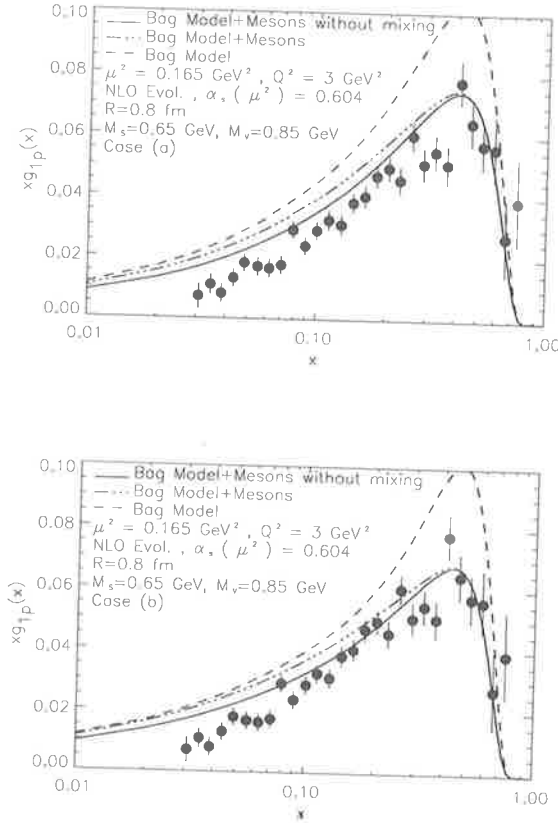 0.10
0.08
0.06
0.04
0.02
0.00
xg1p(x)
Bag Model+Mesons without mixing
Bag Model+Mesons
Bag Model
μ² = 0.165 GeV² , Q² = 3 GeV²
NLO Evol. , αs ( μ² ) = 0.604
R=0.8 fm
Ms=0.65 GeV, Mv=0.85 GeV
Case (a)
0.01 0.10 1.00
x
0.10
0.08
0.06
0.04
0.02
0.00
xg1p(x)
Bag Model+Mesons without mixing
Bag Model+Mesons
Bag Model
μ² = 0.165 GeV² , Q² = 3 GeV²
NLO Evol. , αs ( μ² ) = 0.604
R=0.8 fm
Ms=0.65 GeV, Mv=0.85 GeV
Case (b)
0.01 0.10 1.00
x